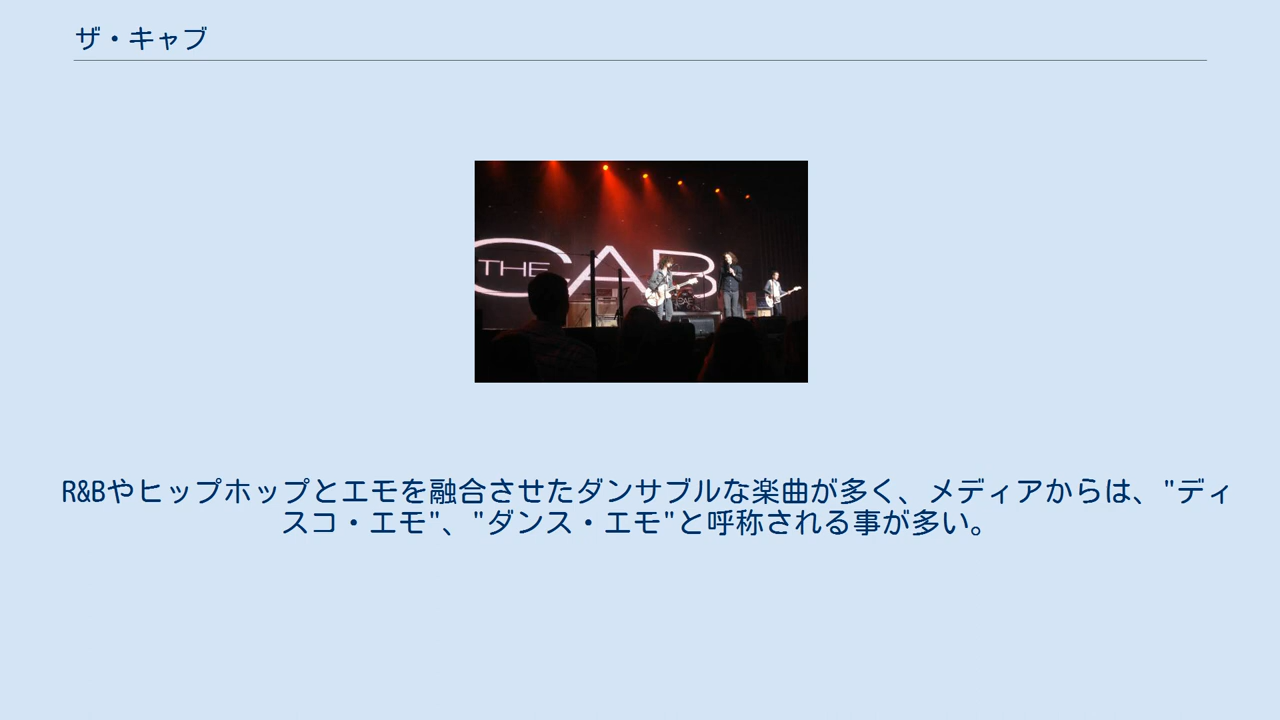 ザ・キャブ
THE CAB
R&Bやヒップホップとエモを融合させたダンサブルな楽曲が多く、メディアからは、"ディ
スコ・エモ"、"ダンス・エモ"と呼称される事が多い。